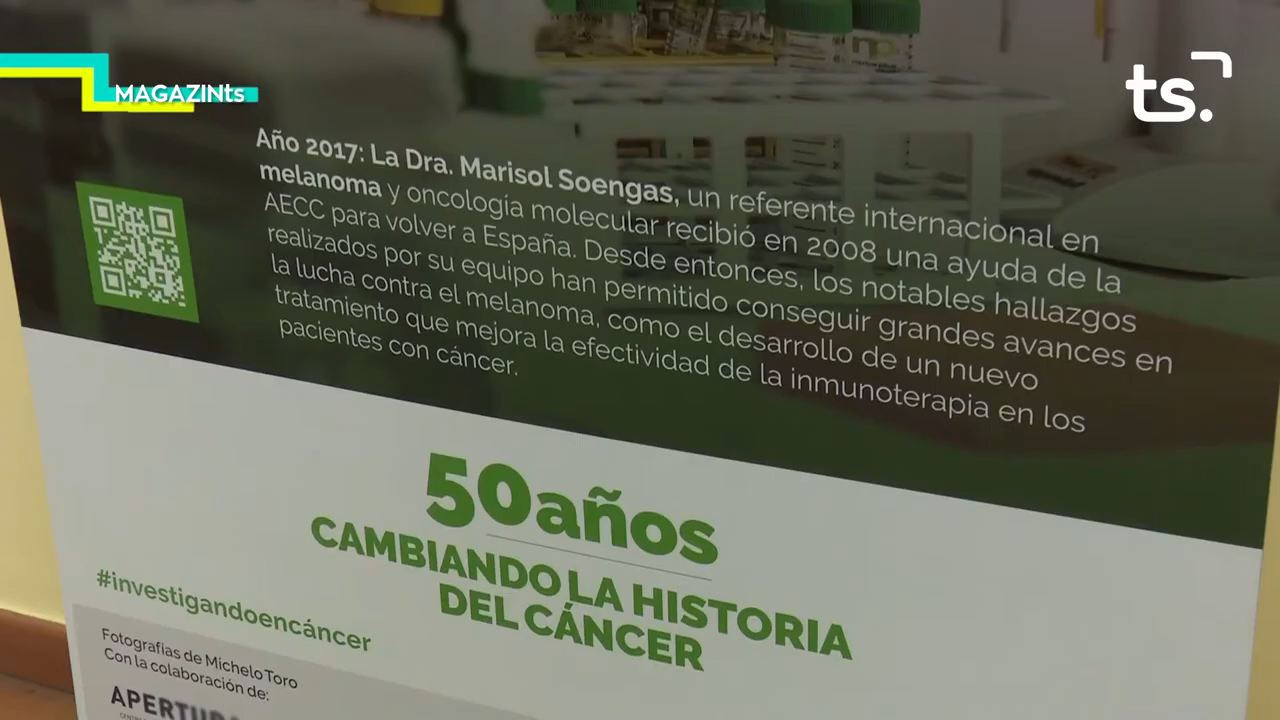 MAGAZINts
ts.
Año 2017: La Dra. Marisol Soengas, un referente internacional en
melanoma y oncología molecular recibió en 2008 una ayuda de la
AECC para volver a España. Desde entonces, los notables hallazgos
realizados por su equipo han permitido conseguir grandes avances en
la lucha contra el melanoma, como el desarrollo de un nuevo
tratamiento que mejora la efectividad de la inmunoterapia en los
pacientes con cáncer.
50 años
CAMBIANDO LA HISTORIA
DEL CÁNCER
#investigandoencáncer
Fotografías de Michelo Toro
Con la colaboración de: